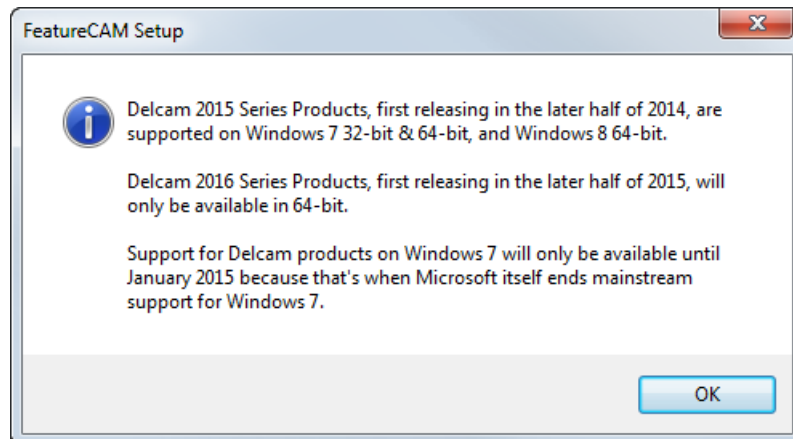 FeatureCAM Setup
Delcam 2015 Series Products, first releasing in the later half of 2014, are
supported on Windows 7 32-bit & 64-bit, and Windows 8 64-bit.
Delcam 2016 Series Products, first releasing in the later half of 2015, will
only be available in 64-bit.
Support for Delcam products on Windows 7 will only be available until
January 2015 because that's when Microsoft itself ends mainstream
support for Windows 7.
OK